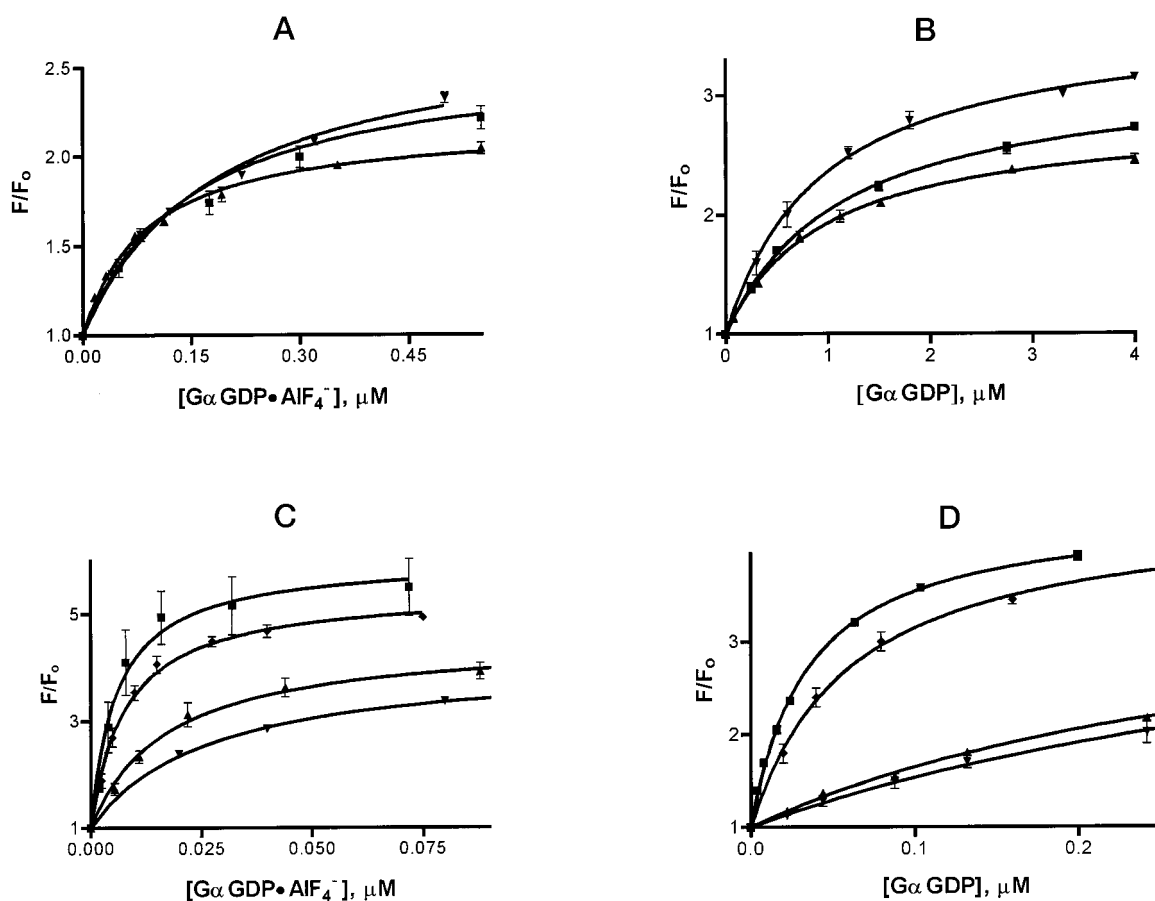 A
B
2.5
2.0
1.5
1.0
F/Fo
0.00
0.15
0.30
0.45
[Gα GDP• AlF4-], μM
3
2
1
F/Fo
0
1
2
3
4
[Gα GDP], μM
C
D
5
3
1
F/Fo
0.000
0.025
0.050
0.075
[Gα GDP• AlF4-], μM
3
2
1
F/Fo
0.0
0.1
0.2
[Gα GDP], μM